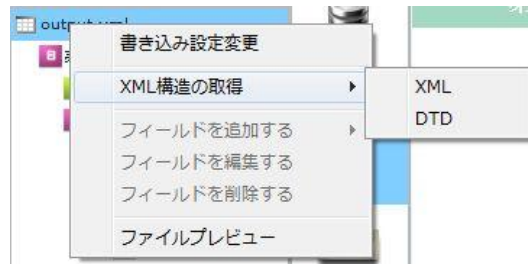 書き込み設定変更
XML構造の取得
XML
DTD
フィールドを追加する
フィールドを編集する
フィールドを削除する
ファイルプレビュー